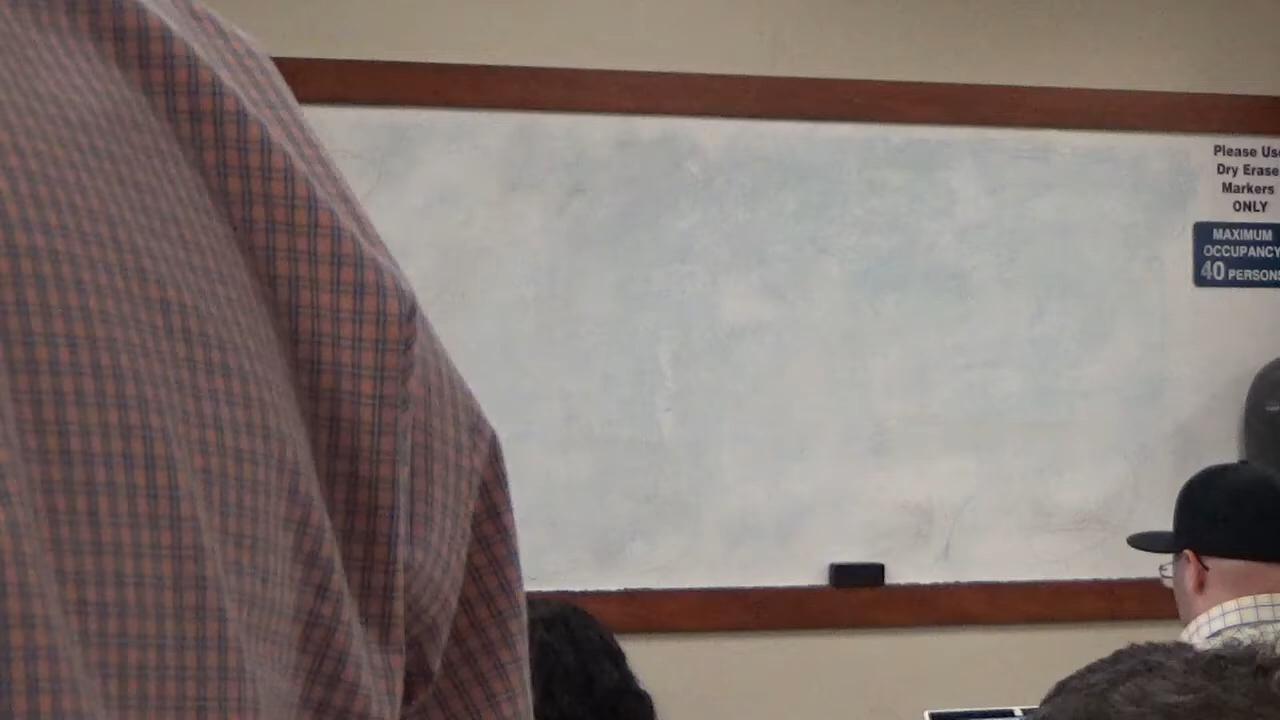 Please Use
Dry Erase
Markers
ONLY
MAXIMUM
OCCUPANCY
40 PERSONS